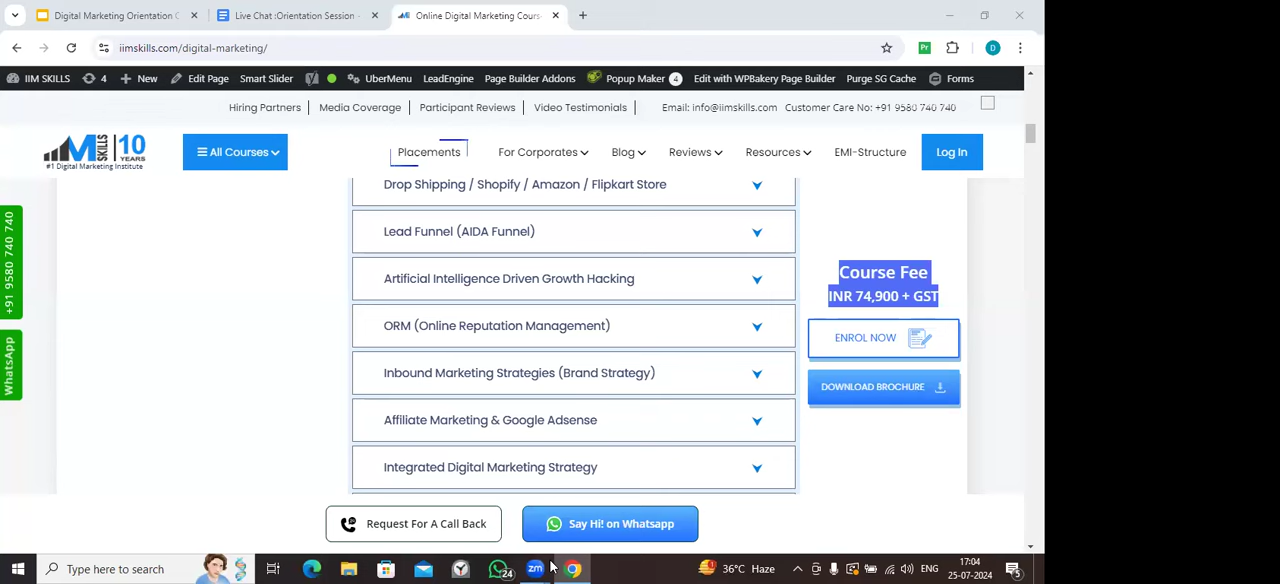 Digital Marketing Orientation C
Live Chat :Orientation Session -
Online Digital Marketing Cours
iimskills.com/digital-marketing/
Pr
D
IIM SKILLS
4
New
Edit Page
Smart Slider
UberMenu
LeadEngine
Page Builder Addons
Popup Maker 4
Edit with WPBakery Page Builder
Purge SG Cache
Forms
Hiring Partners
Media Coverage
Participant Reviews
Video Testimonials
Email: info@iimskills.com
Customer Care No: +91 9580 740 740
IIM SKILLS 10 YEARS
#1 Digital Marketing Institute
All Courses
Placements
For Corporates
Blog
Reviews
Resources
EMI-Structure
Log In
+91 9580 740 740
WhatsApp
Drop Shipping / Shopify / Amazon / Flipkart Store
Lead Funnel (AIDA Funnel)
Artificial Intelligence Driven Growth Hacking
ORM (Online Reputation Management)
Inbound Marketing Strategies (Brand Strategy)
Affiliate Marketing & Google Adsense
Integrated Digital Marketing Strategy
Course Fee
INR 74,900 + GST
ENROL NOW
DOWNLOAD BROCHURE
Request For A Call Back
Say Hi! on Whatsapp
Type here to search
24
zm
36°C Haze
ENG
17:04
25-07-2024
5